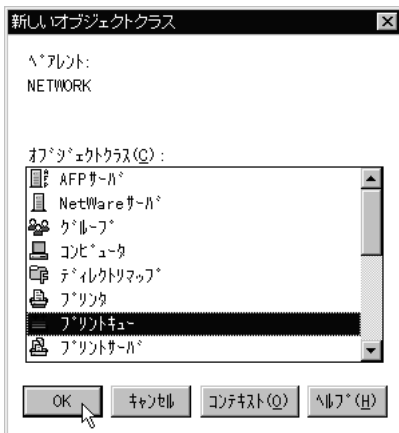 新しいオブジェクトクラス
ﾍﾟｱﾚﾝﾄ:
NETWORK
ｵﾌﾞｼﾞｪｸﾄｸﾗｽ(C):
AFPｻｰﾊﾞ
NetWareｻｰﾊﾞ
ｸﾞﾙｰﾌﾟ
ｺﾝﾋﾟｭｰﾀ
ﾃﾞｨﾚｸﾄﾘﾏｯﾌﾟ
ﾌﾟﾘﾝﾀ
ﾌﾟﾘﾝﾄｷｭｰ
ﾌﾟﾘﾝﾄｻｰﾊﾞ
OK ｷｬﾝｾﾙ ｺﾝﾃｷｽﾄ(O) ﾍﾙﾌﾟ(H)